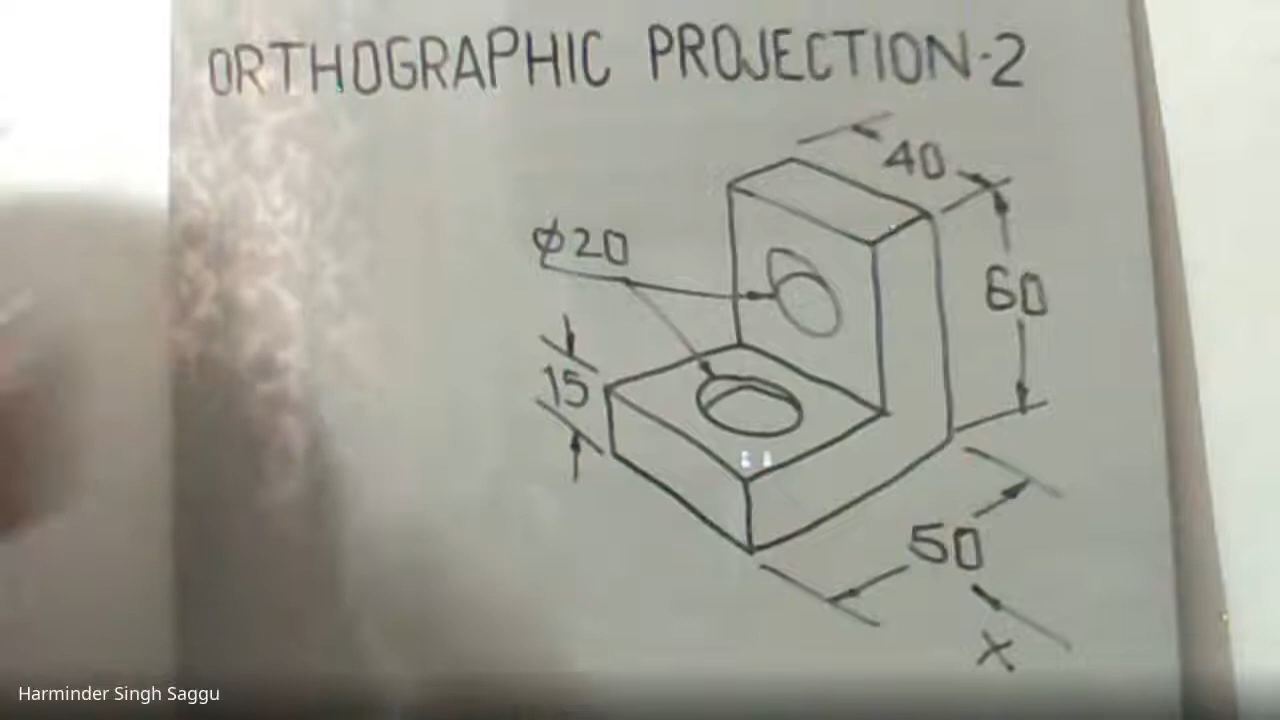 ORTHOGRAPHIC PROJECTION-2
40
ϕ20
60
15
50
X
Harminder Singh Saggu